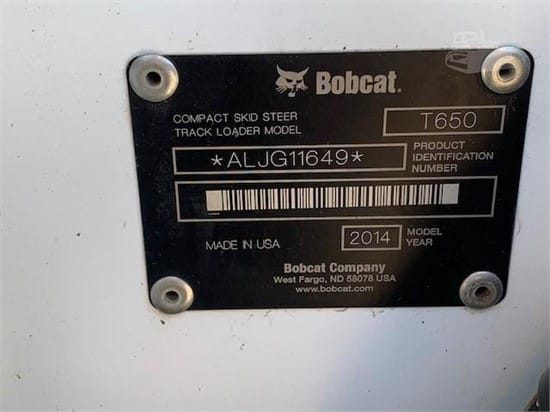 Bobcat.
COMPACT SKID STEER
TRACK LOADER MODEL
T650
*ALJG11649*
PRODUCT
IDENTIFICATION
NUMBER
MADE IN USA
2014
MODEL
YEAR
Bobcat Company
West Fargo, ND 58078 USA
www.bobcat.com